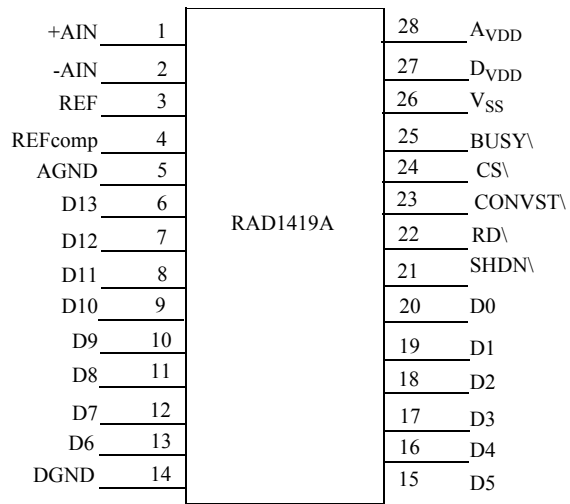 +AIN 1 28 AVDD
-AIN 2 27 DVDD
REF 3 26 VSS
REFcomp 4 25 BUSY\
AGND 5 24 CS\
D13 6 23 CONVST\
D12 7 22 RD\
RAD1419A
D11 8 21 SHDN\
D10 9 20 D0
D9 10 19 D1
D8 11 18 D2
D7 12 17 D3
D6 13 16 D4
DGND 14 15 D5